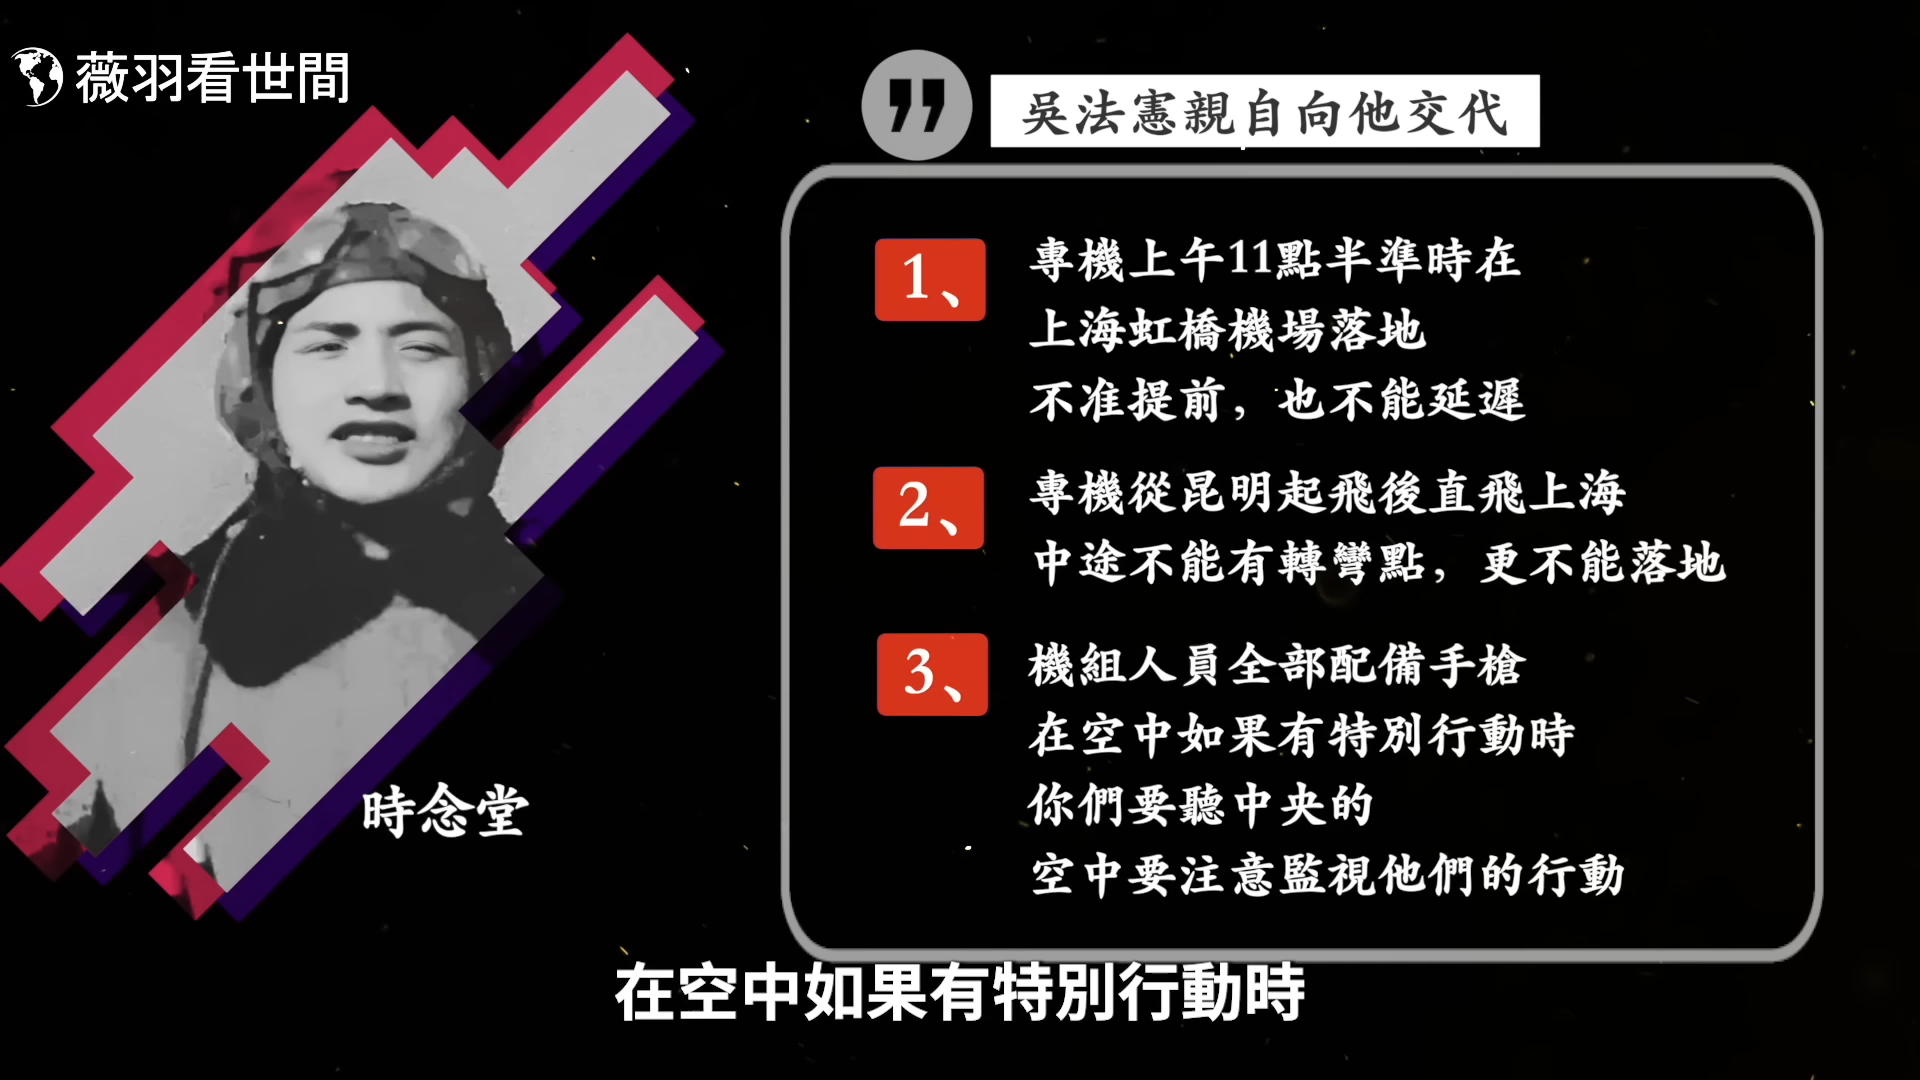 薇羽看世間
吳法憲親自向他交代
1、
專機上午11點半準時在
上海虹橋機場落地
不准提前，也不能延遲
2、
專機從昆明起飛後直飛上海
中途不能有轉彎點，更不能落地
3、
機組人員全部配備手槍
在空中如果有特別行動時
你們要聽中央的
空中要注意監視他們的行動
時念堂
在空中如果有特別行動時